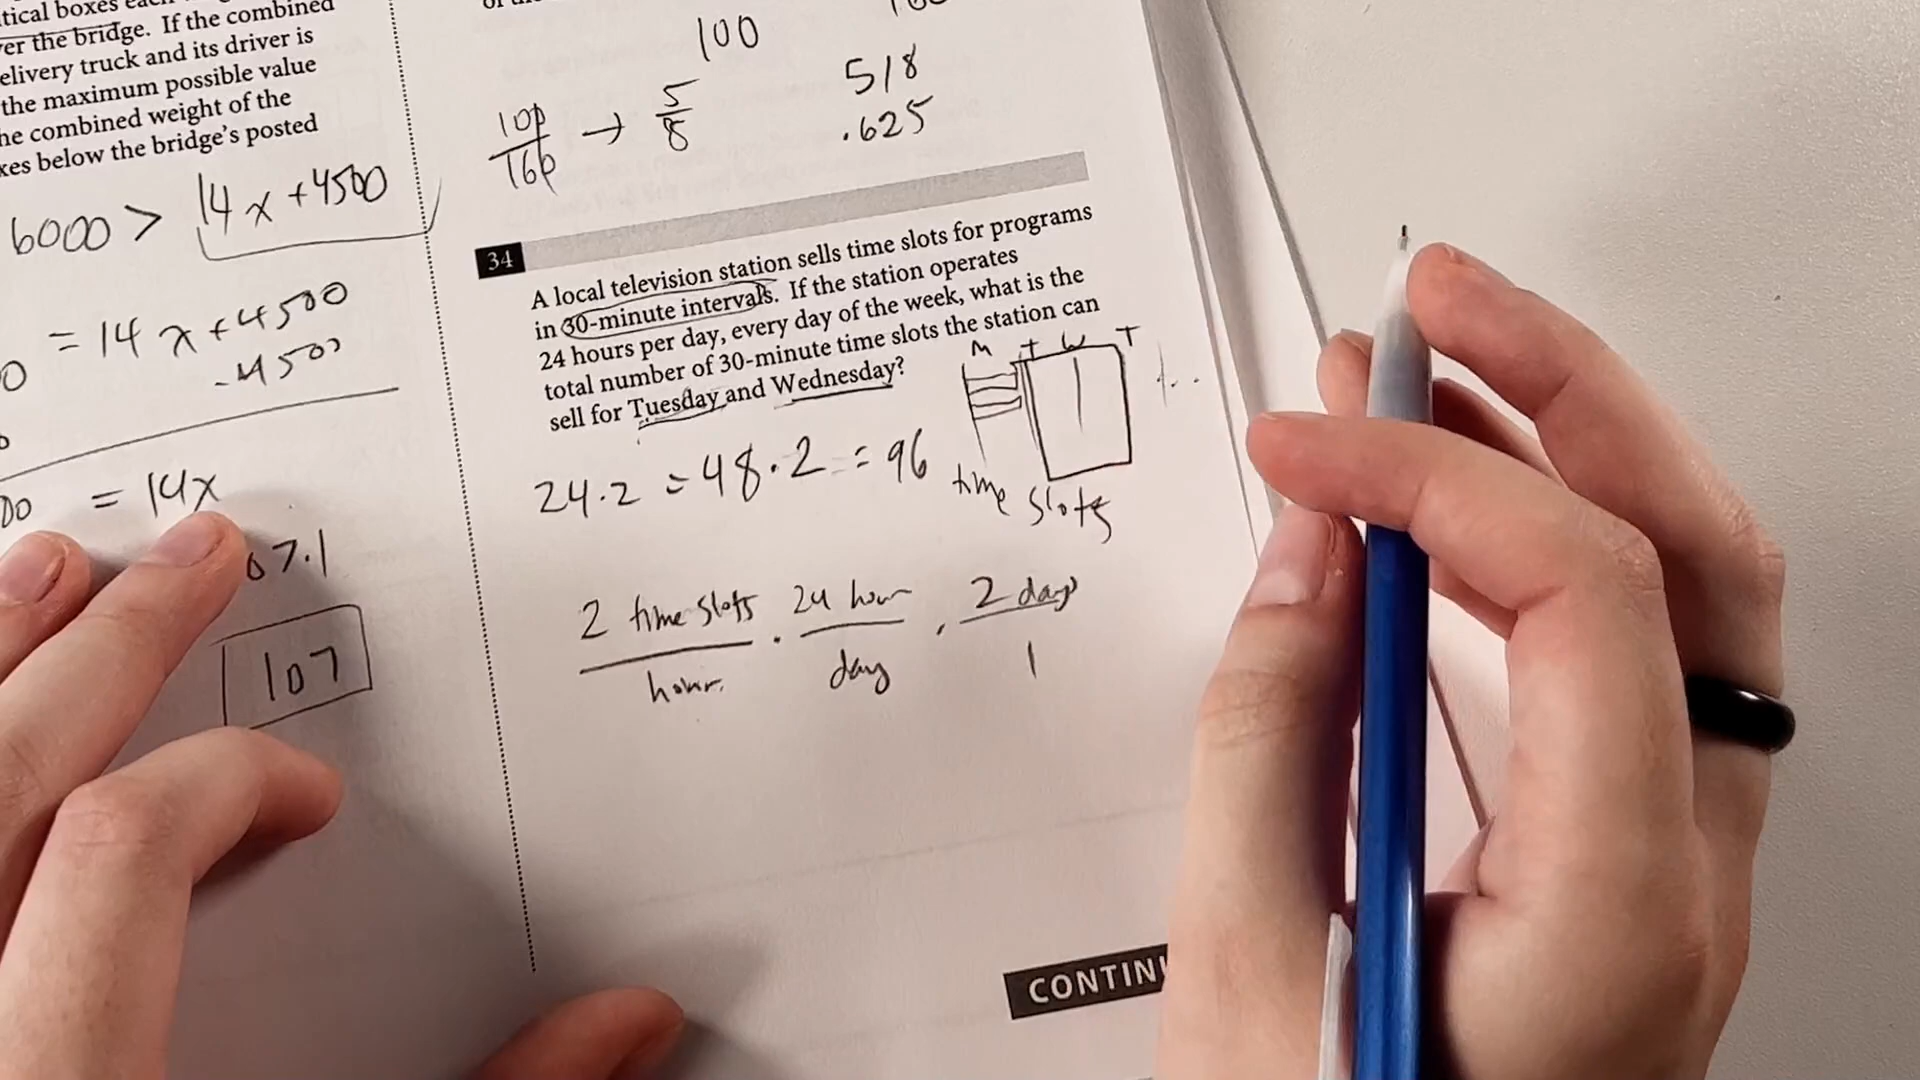 tical boxes
er the bridge. If the combined
elivery truck and its driver is
the maximum possible value
he combined weight of the
xes below the bridge's posted
6000 > 14x + 4500
= 14x + 4500
- 4500
= 14x
07.1
107
100
10p/16p → 5/8
5/8
.625
34
A local television station sells time slots for programs
in 30-minute intervals. If the station operates
24 hours per day, every day of the week, what is the
total number of 30-minute time slots the station can
sell for Tuesday and Wednesday?
M T W T
24·2 = 48·2 = 96
time slots
2 time slots/hour · 24 hour/day · 2 days/1
CONTIN